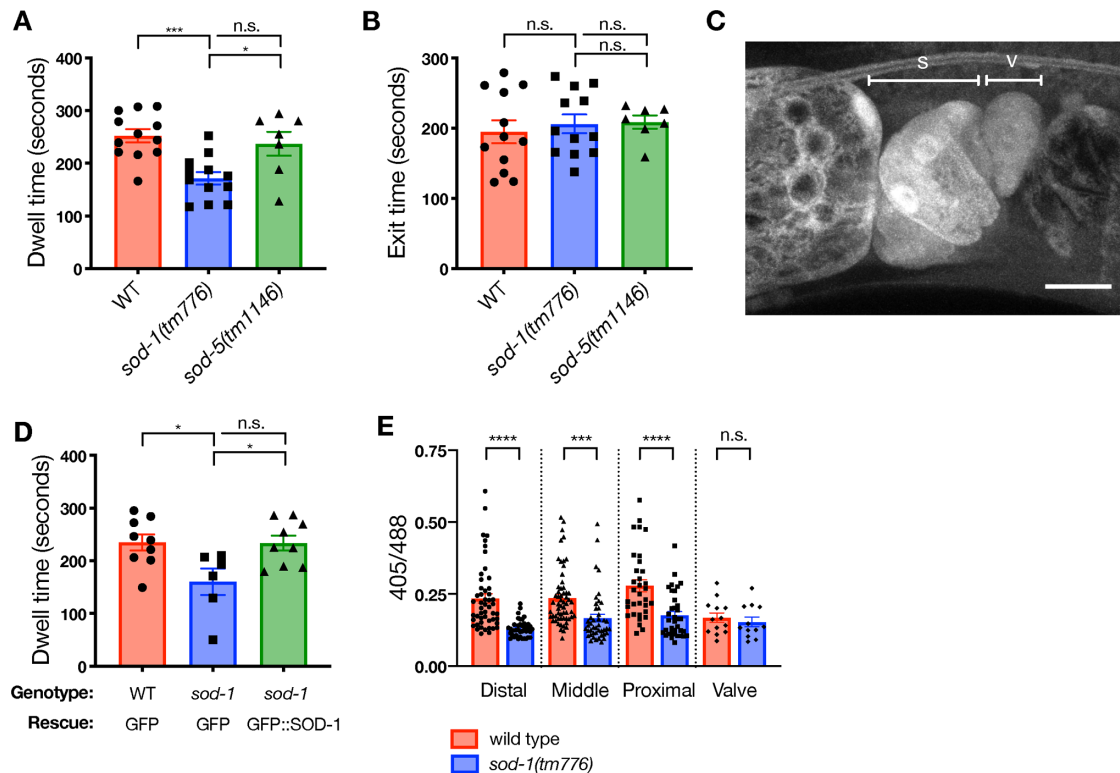 A
***
n.s.
*
Dwell time (seconds)
400
300
200
100
0
WT
sod-1(tm776)
sod-5(tm1146)
B
n.s.
n.s.
n.s.
Exit time (seconds)
400
300
200
100
0
WT
sod-1(tm776)
sod-5(tm1146)
C
s
v
D
*
n.s.
*
Dwell time (seconds)
400
300
200
100
0
Genotype: WT sod-1 sod-1
Rescue: GFP GFP GFP::SOD-1
E
**** *** **** n.s.
405/488
0.75
0.50
0.25
0.00
Distal Middle Proximal Valve
wild type
sod-1(tm776)